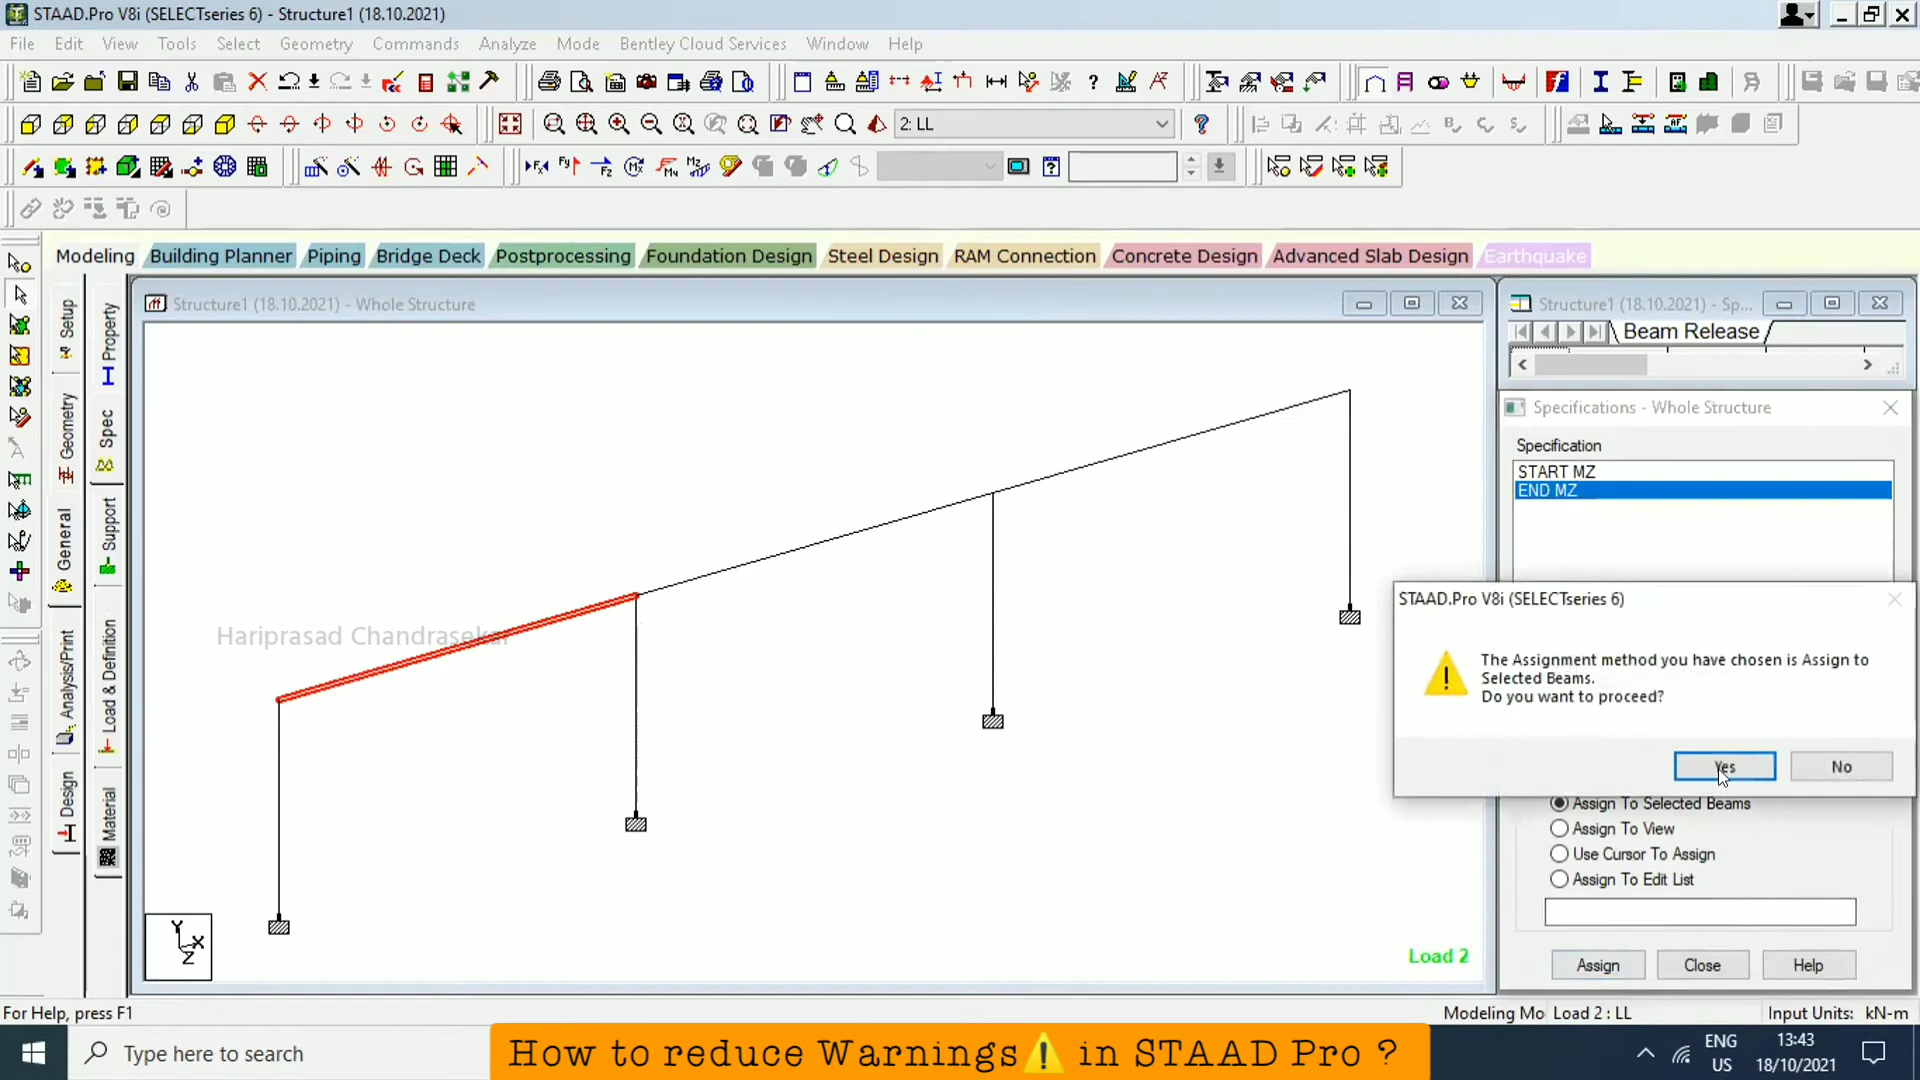 STAAD.Pro V8i (SELECTseries 6) - Structure1 (18.10.2021)
File Edit View Tools Select Geometry Commands Analyze Mode Bentley Cloud Services Window Help
2: LL
Modeling Building Planner Piping Bridge Deck Postprocessing Foundation Design Steel Design RAM Connection Concrete Design Advanced Slab Design Earthquake
Setup
Geometry
General
Analysis/Print
Design
Property
Spec
Support
Load & Definition
Material
Structure1 (18.10.2021) - Whole Structure
Hariprasad Chandrasekar
Y
X
Z
Load 2
Structure1 (18.10.2021) - Sp...
Beam Release
Specifications - Whole Structure
Specification
START MZ
END MZ
STAAD.Pro V8i (SELECTseries 6)
The Assignment method you have chosen is Assign to
Selected Beams.
Do you want to proceed?
Yes No
Assign To Selected Beams
Assign To View
Use Cursor To Assign
Assign To Edit List
Assign Close Help
For Help, press F1
Modeling Mo Load 2 : LL Input Units: kN-m
Type here to search
How to reduce Warnings⚠️ in STAAD Pro ?
ENG
US
13:43
18/10/2021